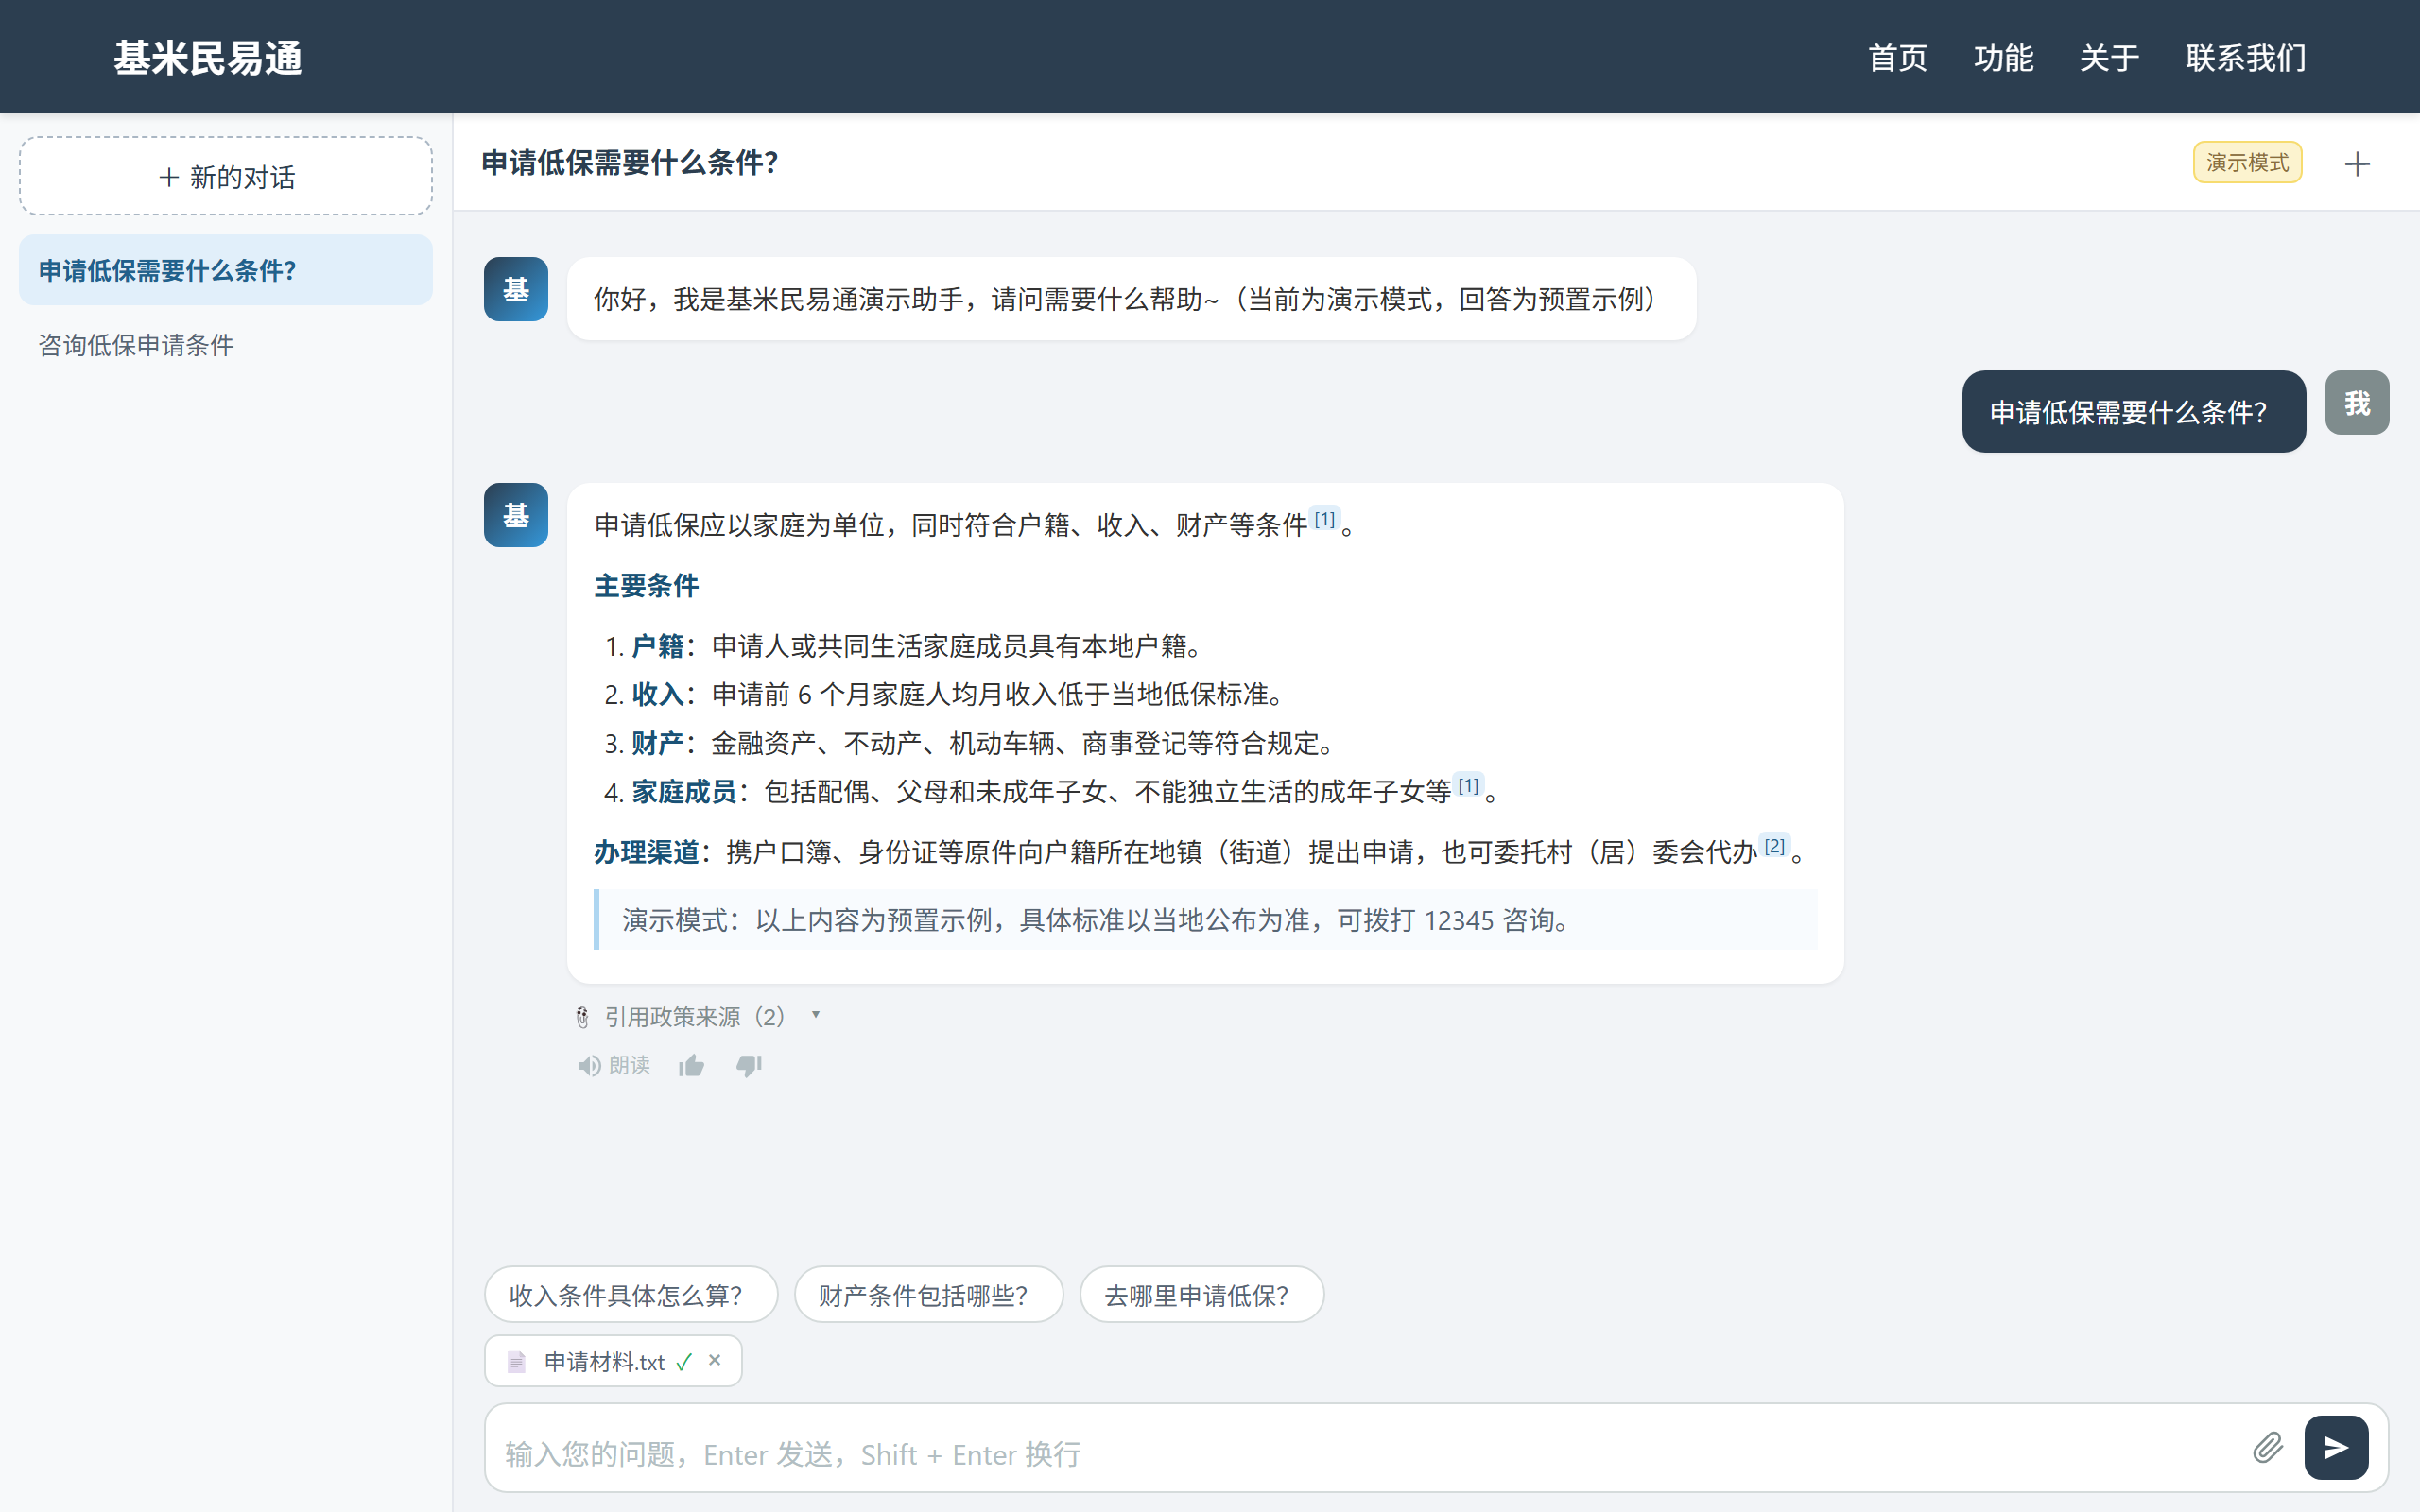 基米民易通
首页 功能 关于 联系我们
+ 新的对话
申请低保需要什么条件？
咨询低保申请条件
申请低保需要什么条件？
演示模式 +
基
你好，我是基米民易通演示助手，请问需要什么帮助~（当前为演示模式，回答为预置示例）
申请低保需要什么条件？
我
基
申请低保应以家庭为单位，同时符合户籍、收入、财产等条件[1]。
主要条件
1. 户籍：申请人或共同生活家庭成员具有本地户籍。
2. 收入：申请前 6 个月家庭人均月收入低于当地低保标准。
3. 财产：金融资产、不动产、机动车辆、商事登记等符合规定。
4. 家庭成员：包括配偶、父母和未成年子女、不能独立生活的成年子女等[1]。
办理渠道：携户口簿、身份证等原件向户籍所在地镇（街道）提出申请，也可委托村（居）委会代办[2]。
演示模式：以上内容为预置示例，具体标准以当地公布为准，可拨打 12345 咨询。
引用政策来源（2） ▼
朗读
收入条件具体怎么算？ 财产条件包括哪些？ 去哪里申请低保？
申请材料.txt ✓ ×
输入您的问题，Enter 发送，Shift + Enter 换行